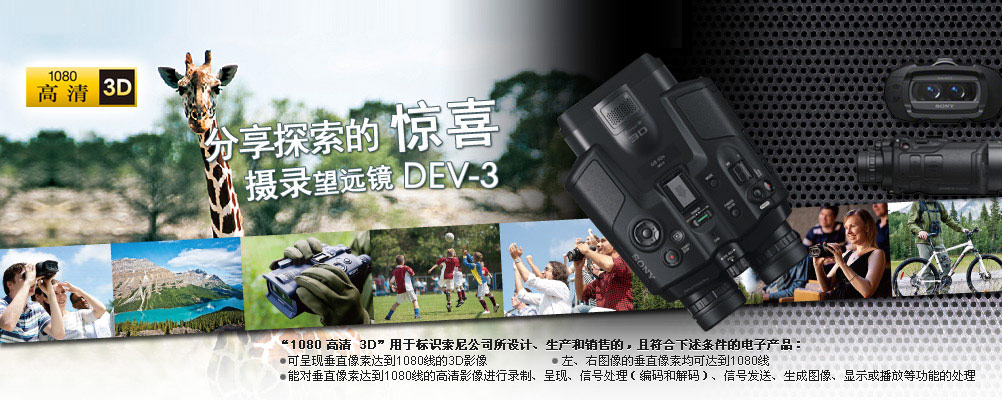 1080
高清 3D
分享探索的 惊喜
摄录望远镜 DEV-3
SONY
3D
SONY
“1080 高清 3D”用于标识索尼公司所设计、生产和销售的，且符合下述条件的电子产品：
●可呈现垂直像素达到1080线的3D影像 ●左、右图像的垂直像素均可达到1080线
●能对垂直像素达到1080线的高清影像进行录制、呈现、信号处理（编码和解码）、信号发送、生成图像、显示或播放等功能的处理